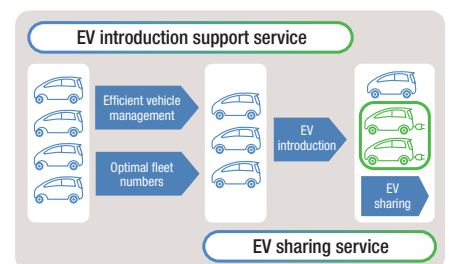 EV introduction support service
Efficient vehicle
management
Optimal fleet
numbers
EV
introduction
EV
sharing
EV sharing service